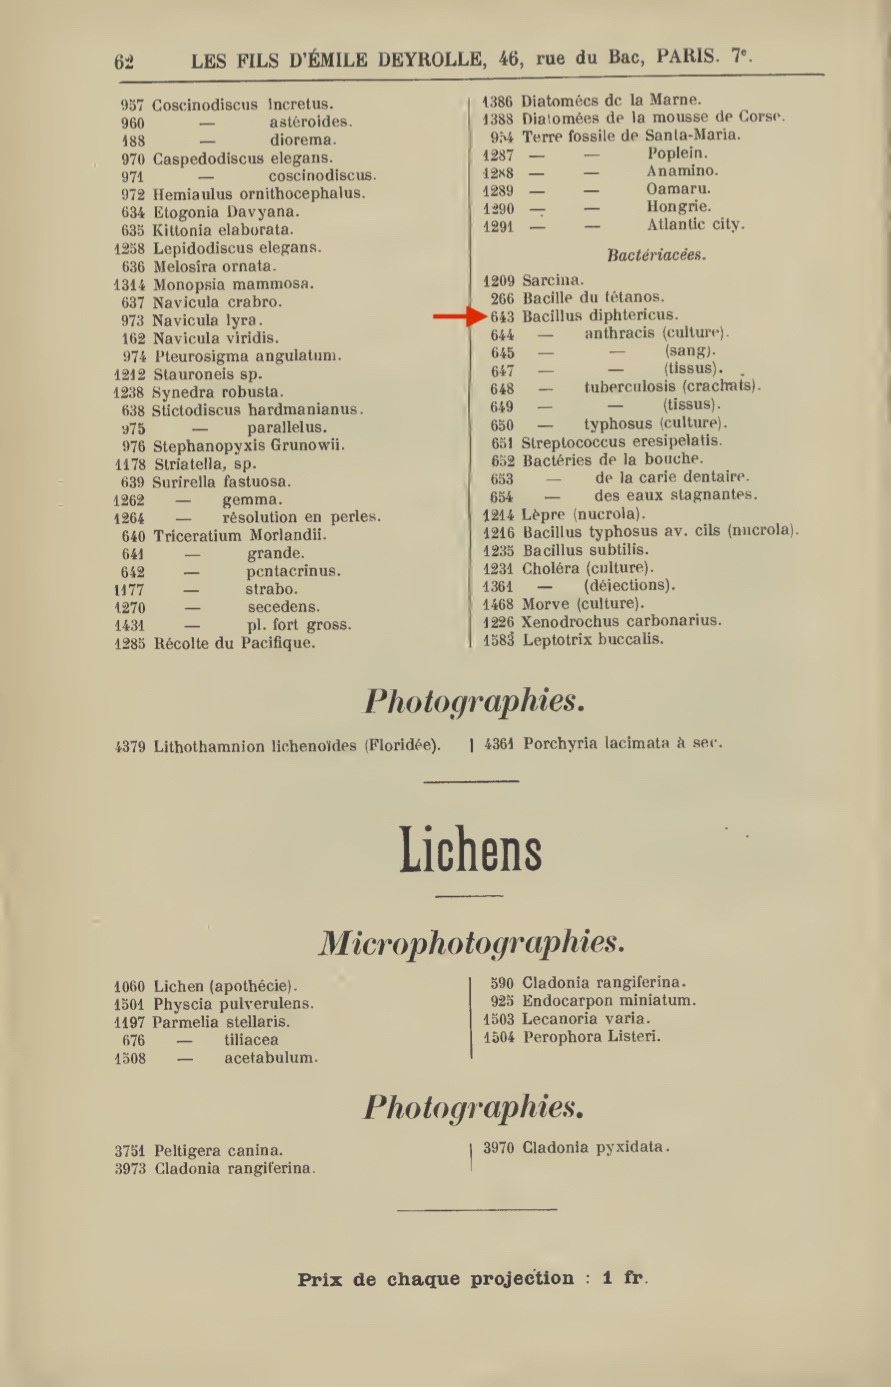 62 LES FILS D'ÉMILE DEYROLLE, 46, rue du Bac, PARIS. 7e.
957 Coscinodiscus incretus.
960 — astéroides.
188 — diorema.
970 Caspedodiscus elegans.
971 — coscinodiscus.
972 Hemiaulus ornithocephalus.
634 Etogonia Davyana.
635 Kittonia elaborata.
1258 Lepidodiscus elegans.
636 Melosira ornata.
1314 Monopsia mammosa.
637 Navicula crabro.
973 Navicula lyra.
162 Navicula viridis.
974 Pteurosigma angulatum.
1212 Stauroneis sp.
1238 Synedra robusta.
638 Stictodiscus hardmanianus.
975 — parallelus.
976 Stephanopyxis Grunowii.
1178 Striatella, sp.
639 Surirella fastuosa.
1262 — gemma.
1264 — résolution en perles.
640 Triceratium Morlandii.
641 — grande.
642 — pentacrinus.
1177 — strabo.
1270 — secedens.
1431 — pl. fort gross.
1285 Récolte du Pacifique.
1386 Diatomées de la Marne.
1388 Diatomées de la mousse de Corse.
954 Terre fossile de Santa-Maria.
1287 — — Poplein.
1288 — — Anamino.
1289 — — Oamaru.
1290 — — Hongrie.
1291 — — Atlantic city.
Bactériacées.
1209 Sarcina.
266 Bacille du tétanos.
643 Bacillus diphtericus.
644 — anthracis (culture).
645 — — (sang).
647 — — (tissus).
648 — tuberculosis (crachats).
649 — — (tissus).
650 — typhosus (culture).
651 Streptococcus eresipelatis.
652 Bactéries de la bouche.
653 — de la carie dentaire.
654 — des eaux stagnantes.
1214 Lèpre (nucrola).
1216 Bacillus typhosus av. cils (nucrola).
1235 Bacillus subtilis.
1231 Choléra (culture).
1361 — (déjections).
1468 Morve (culture).
1226 Xenodrochus carbonarius.
1583 Leptotrix buccalis.
Photographies.
4379 Lithothamnion lichenoïdes (Floridée).
4361 Porchyria lacimata à sec.
Lichens
Microphotographies.
1060 Lichen (apothécie).
1501 Physcia pulverulens.
1197 Parmelia stellaris.
676 — tiliacea
1508 — acetabulum.
590 Cladonia rangiferina.
925 Endocarpon miniatum.
1503 Lecanoria varia.
1504 Perophora Listeri.
Photographies.
3751 Peltigera canina.
3973 Cladonia rangiferina.
3970 Cladonia pyxidata.
Prix de chaque projection : 1 fr.